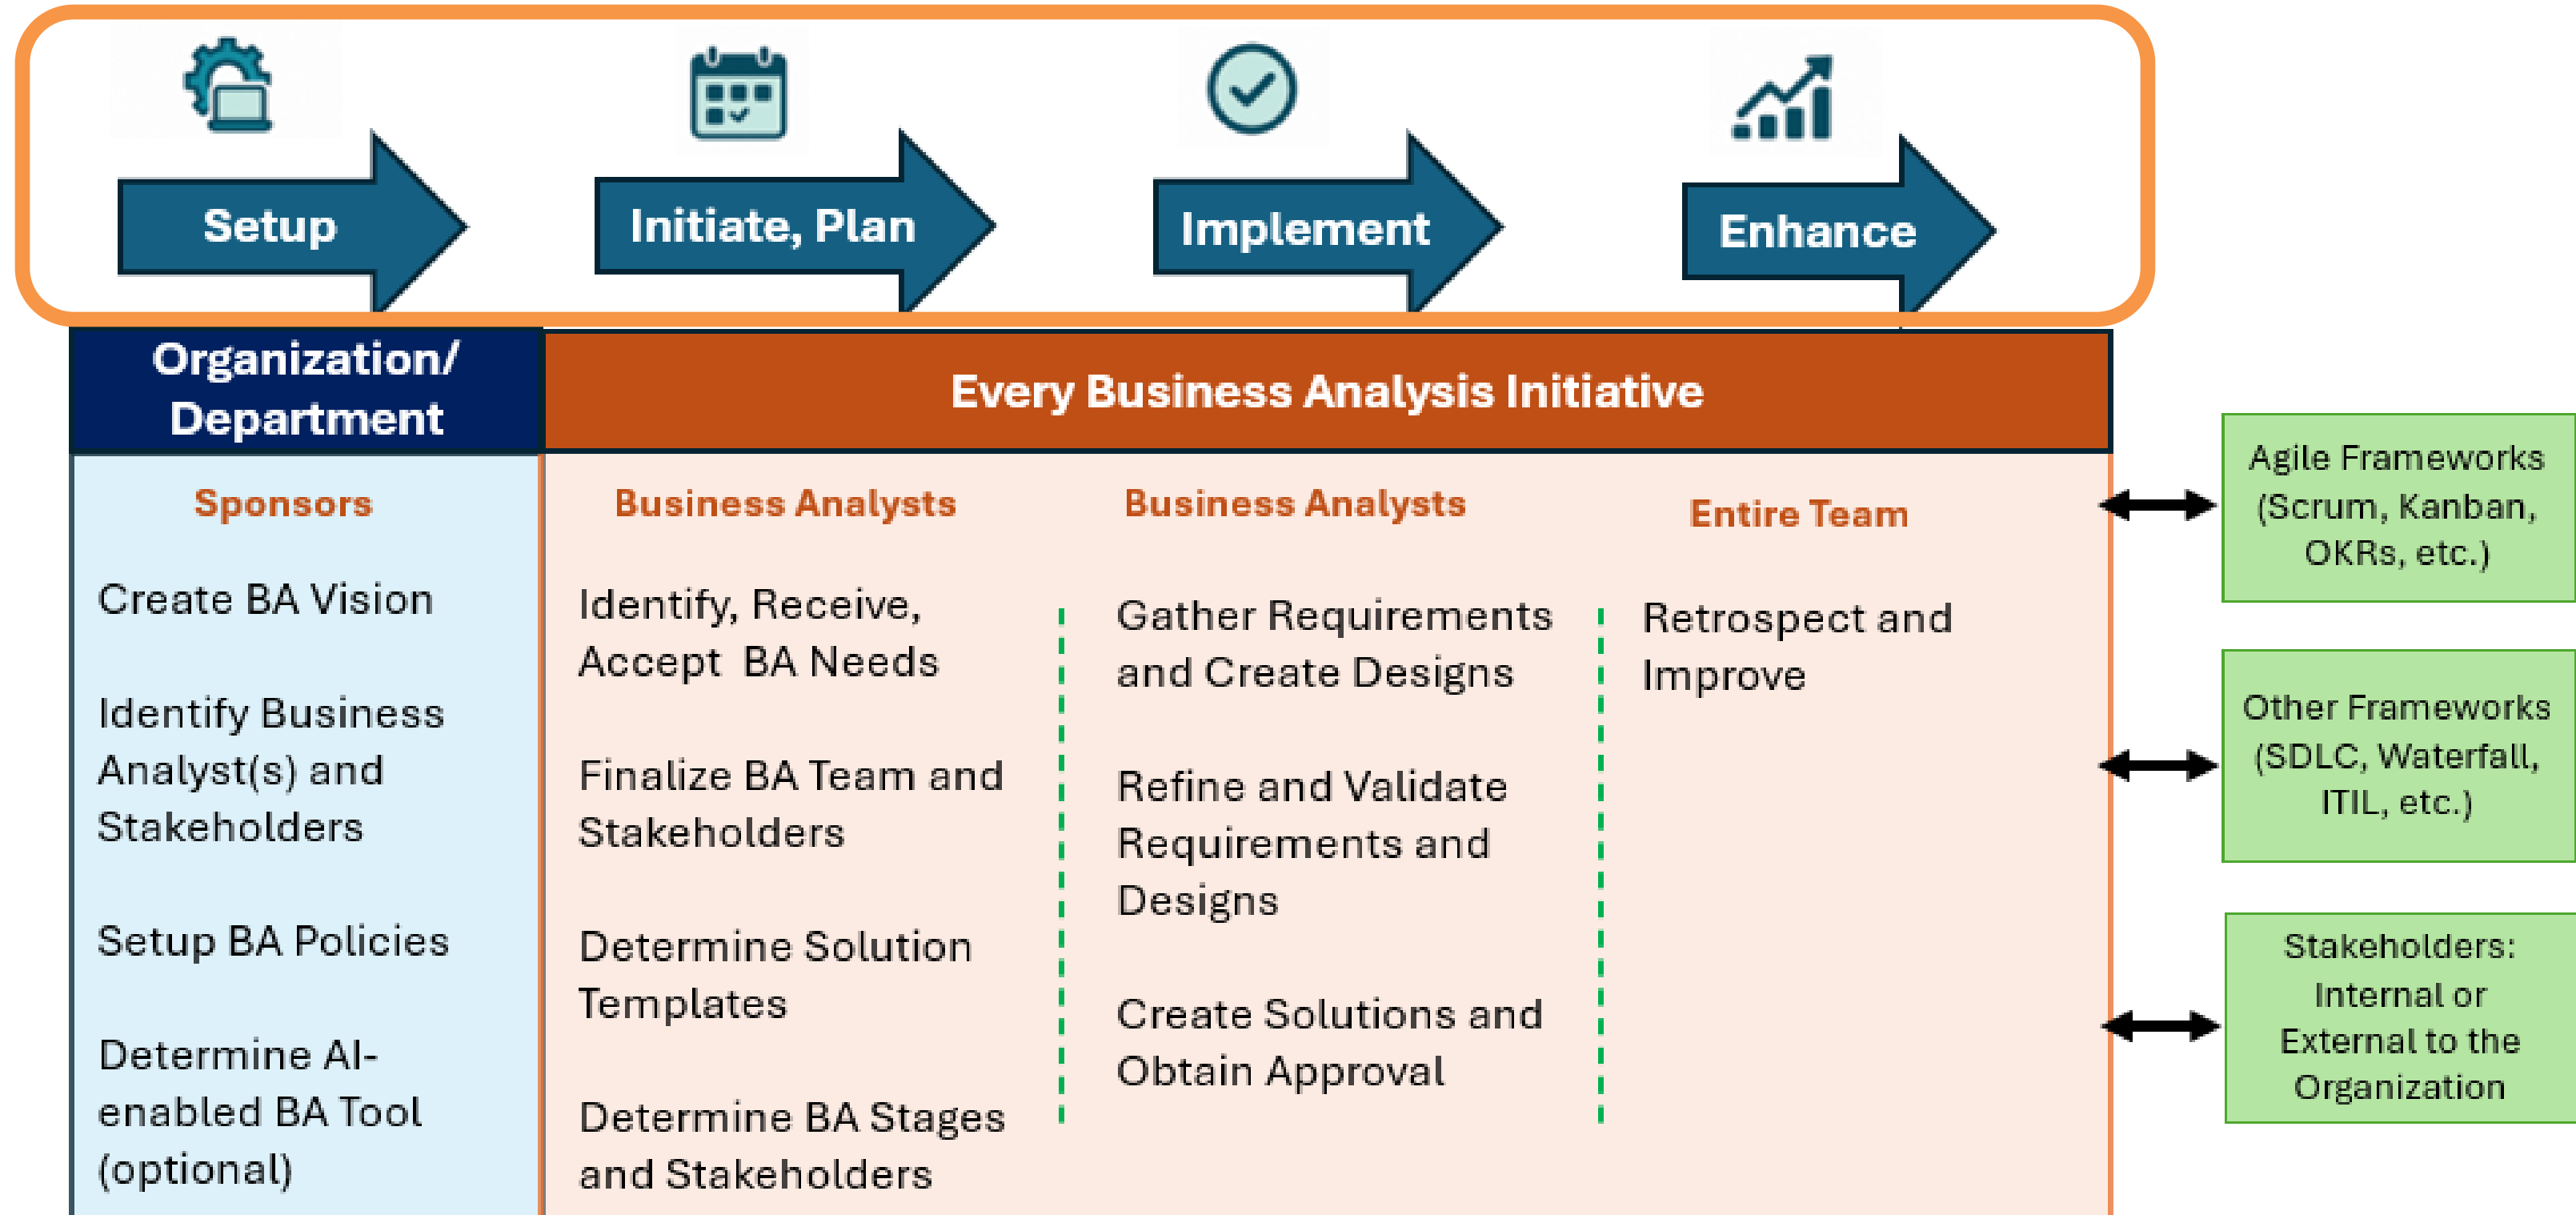 Setup
Initiate, Plan
Implement
Enhance
Organization/
Department
Every Business Analysis Initiative
Sponsors
Create BA Vision
Identify Business
Analyst(s) and
Stakeholders
Setup BA Policies
Determine AI-
enabled BA Tool
(optional)
Business Analysts
Identify, Receive,
Accept BA Needs
Finalize BA Team and
Stakeholders
Determine Solution
Templates
Determine BA Stages
and Stakeholders
Business Analysts
Gather Requirements
and Create Designs
Refine and Validate
Requirements and
Designs
Create Solutions and
Obtain Approval
Entire Team
Retrospect and
Improve
Agile Frameworks
(Scrum, Kanban,
OKRs, etc.)
Other Frameworks
(SDLC, Waterfall,
ITIL, etc.)
Stakeholders:
Internal or
External to the
Organization